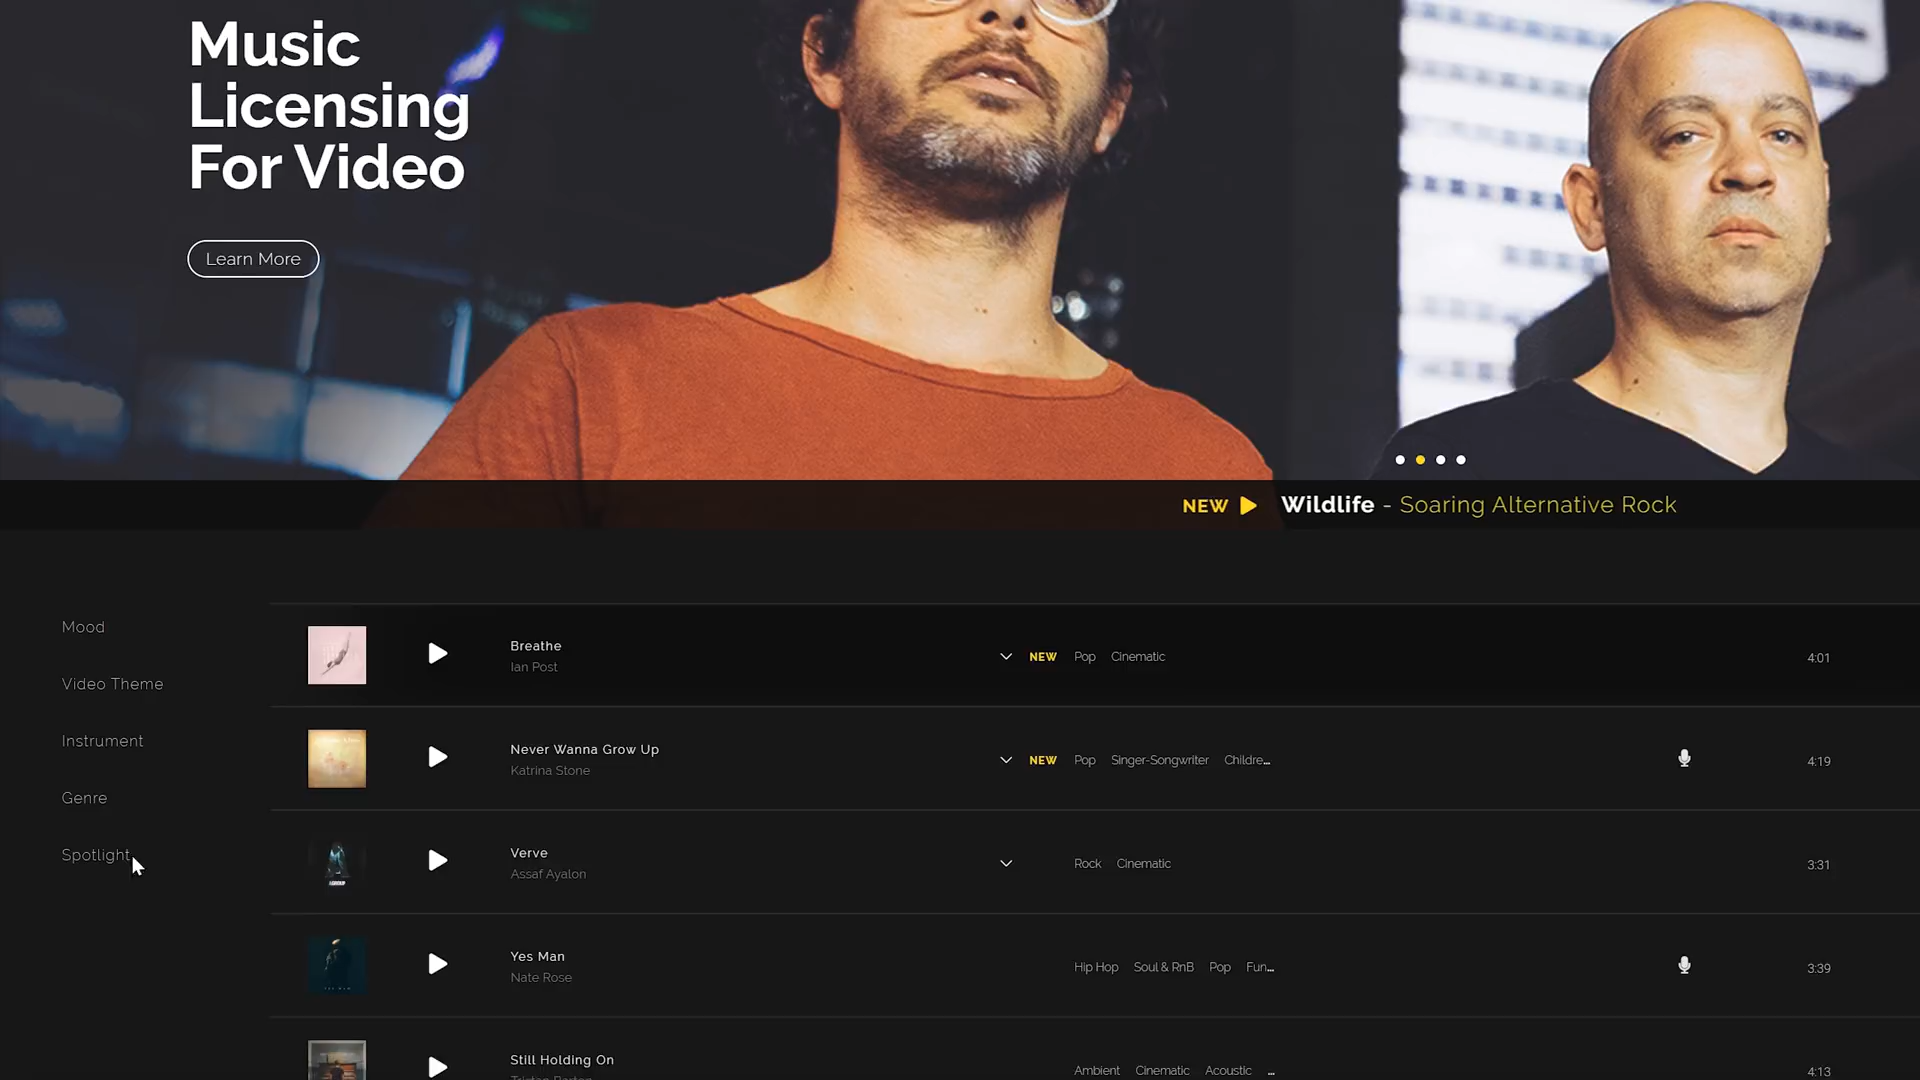 Music
Licensing
For Video
Learn More
NEW Wildlife - Soaring Alternative Rock
Mood
Video Theme
Instrument
Genre
Spotlight
Breathe
Ian Post
NEW Pop Cinematic
4:01
Never Wanna Grow Up
Katrina Stone
NEW Pop Singer-Songwriter Childre...
4:19
Verve
Assaf Ayalon
Rock Cinematic
3:31
Yes Man
Nate Rose
Hip Hop Soul & RnB Pop Fun...
3:39
Still Holding On
Ambient Cinematic Acoustic ...
4:13